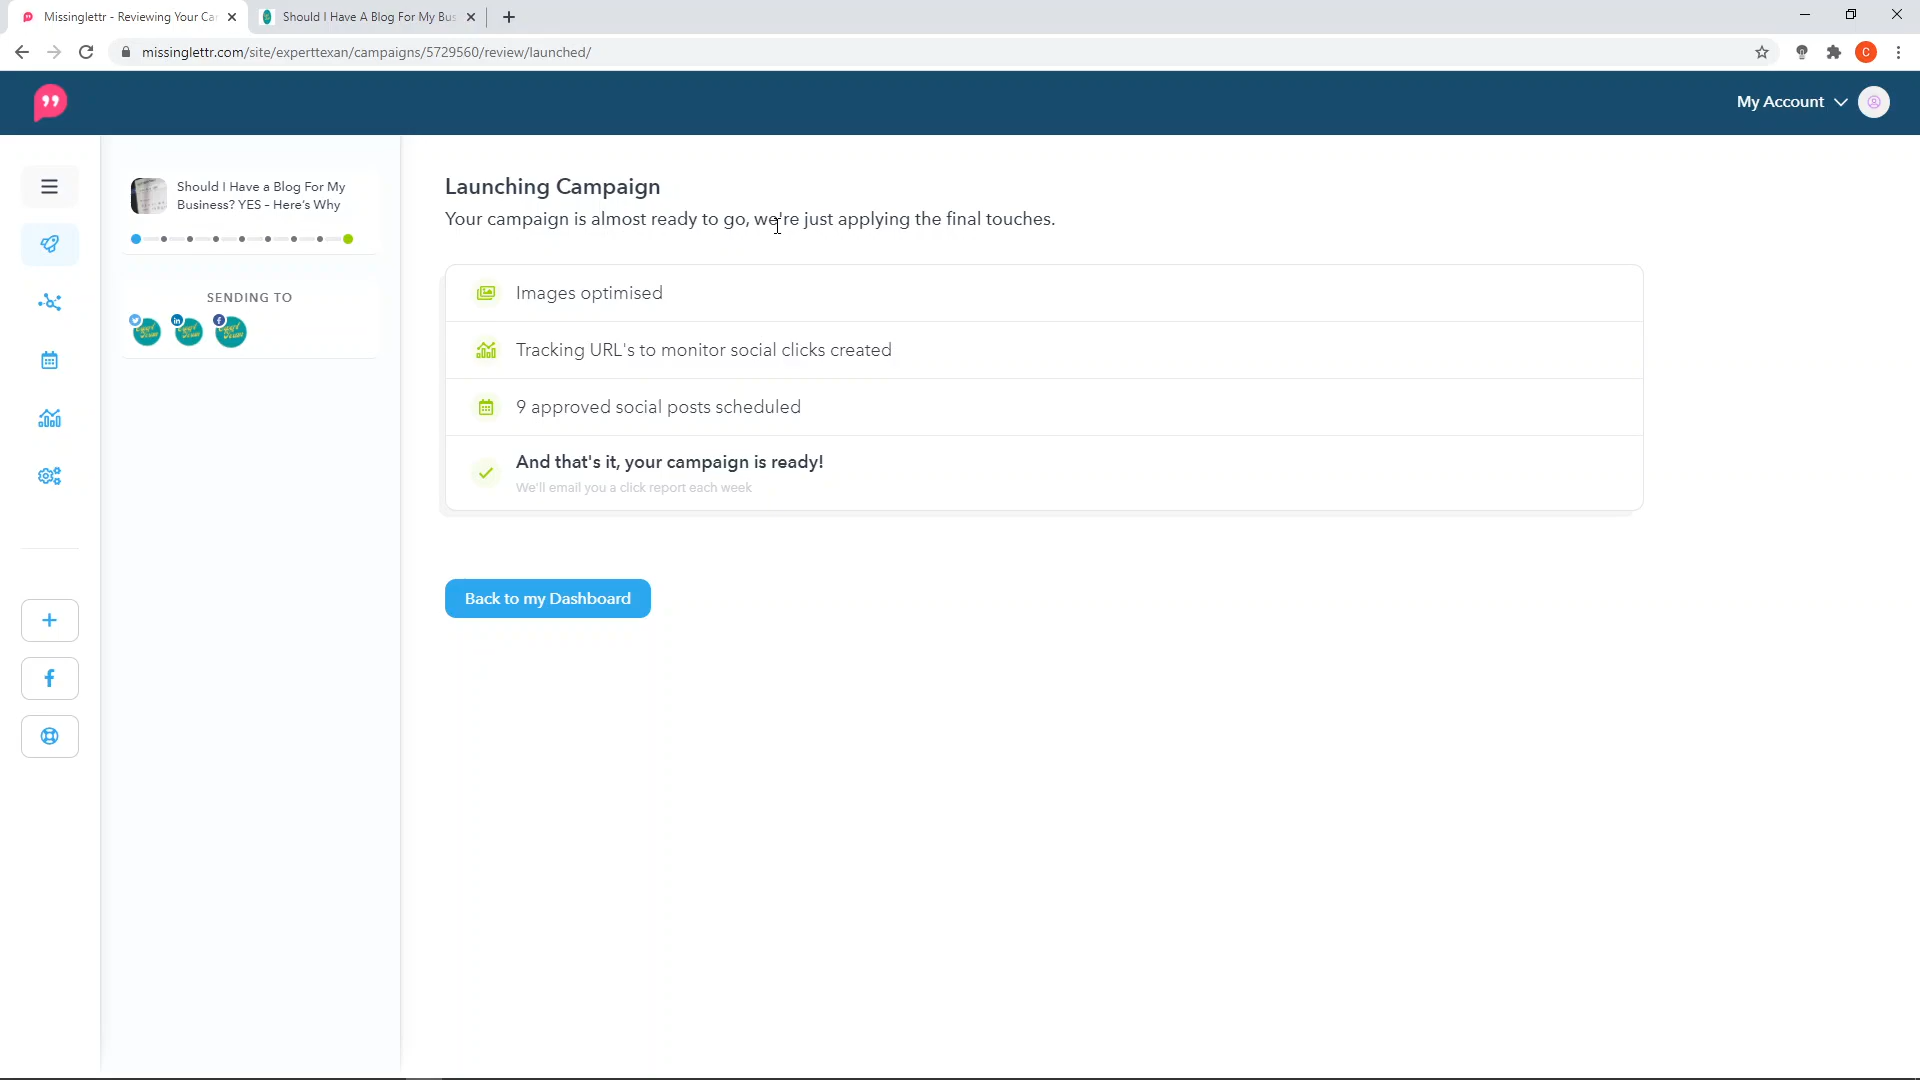 Missinglettr - Reviewing Your Car
Should I Have A Blog For My Bus
missinglettr.com/site/experttexan/campaigns/5729560/review/launched/
C
My Account
Should I Have a Blog For My
Business? YES – Here's Why
SENDING TO
Launching Campaign
Your campaign is almost ready to go, we're just applying the final touches.
Images optimised
Tracking URL's to monitor social clicks created
9 approved social posts scheduled
And that's it, your campaign is ready!
We'll email you a click report each week
Back to my Dashboard